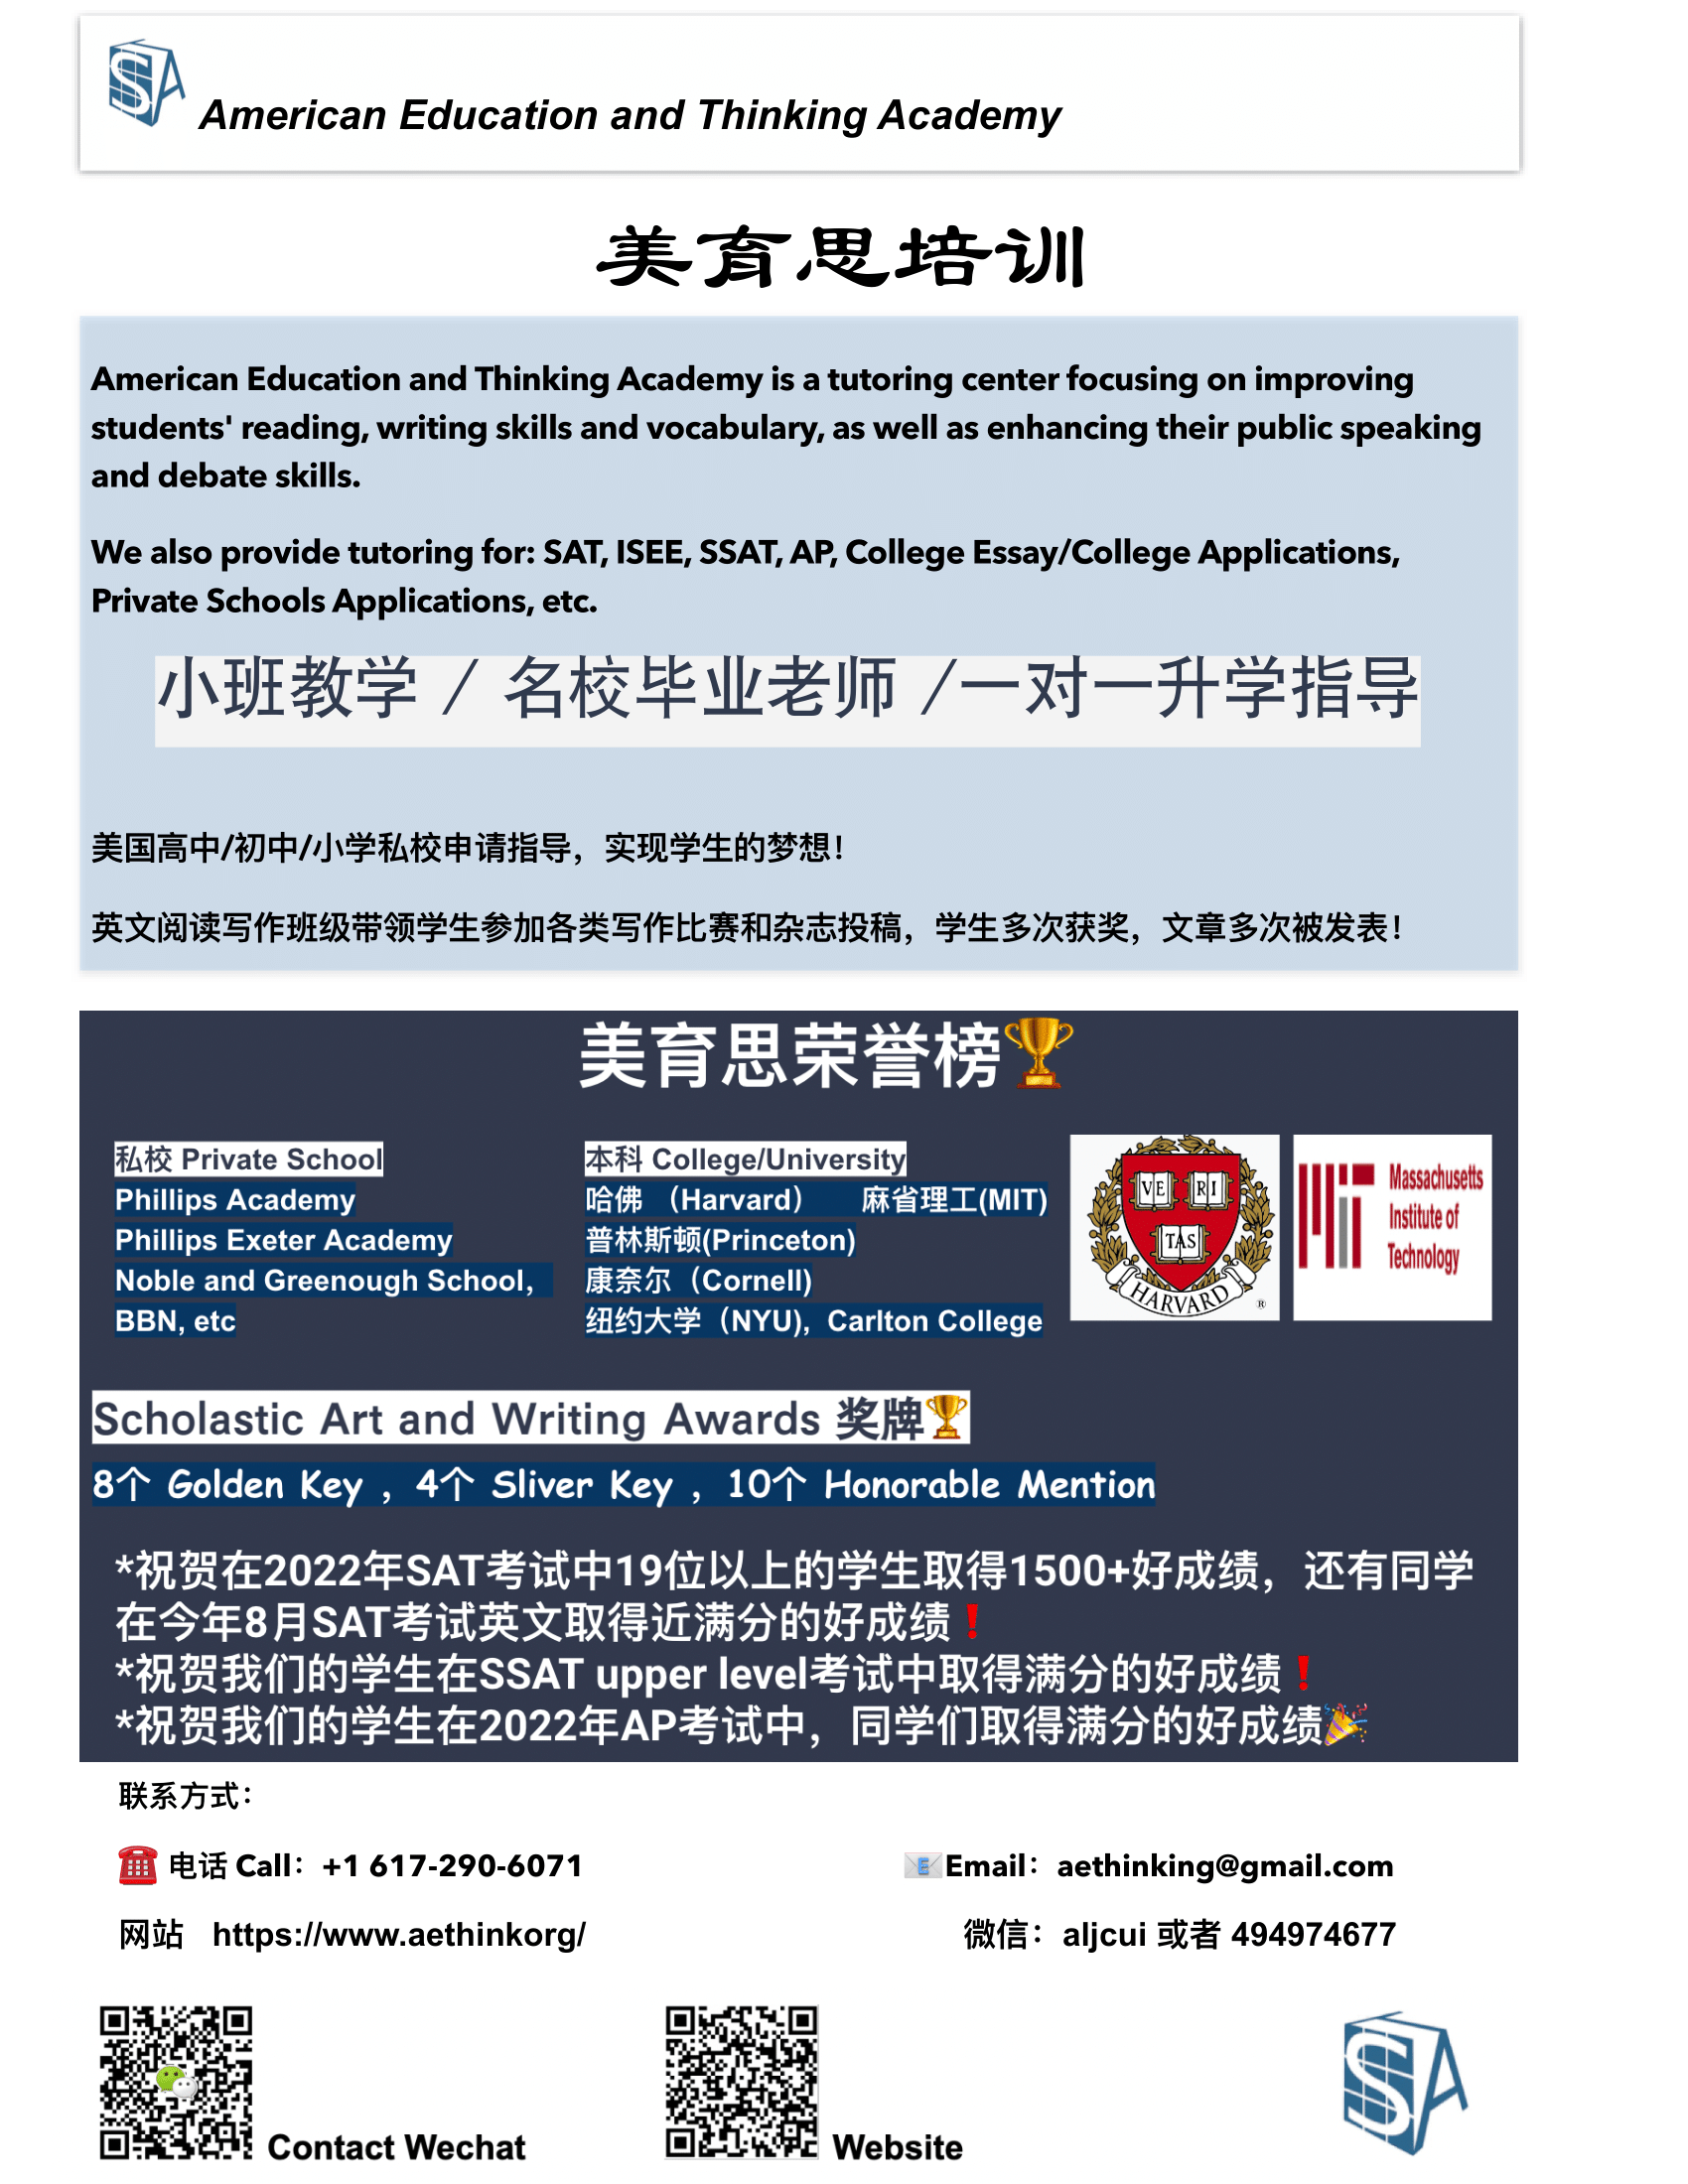 SA
American Education and Thinking Academy
美育思培训
American Education and Thinking Academy is a tutoring center focusing on improving
students' reading, writing skills and vocabulary, as well as enhancing their public speaking
and debate skills.
We also provide tutoring for: SAT, ISEE, SSAT, AP, College Essay/College Applications,
Private Schools Applications, etc.
小班教学 / 名校毕业老师 /一对一升学指导
美国高中/初中/小学私校申请指导，实现学生的梦想！
英文阅读写作班级带领学生参加各类写作比赛和杂志投稿，学生多次获奖，文章多次被发表！
美育思荣誉榜🏆
私校 Private School
Phillips Academy
Phillips Exeter Academy
Noble and Greenough School,
BBN, etc
本科 College/University
哈佛 （Harvard） 麻省理工(MIT)
普林斯顿(Princeton)
康奈尔（Cornell)
纽约大学（NYU), Carlton College
VE RI
TAS
HARVARD ®
MIT
Massachusetts
Institute of
Technology
Scholastic Art and Writing Awards 奖牌🏆
8个 Golden Key , 4个 Sliver Key , 10个 Honorable Mention
*祝贺在2022年SAT考试中19位以上的学生取得1500+好成绩，还有同学
在今年8月SAT考试英文取得近满分的好成绩❗
*祝贺我们的学生在SSAT upper level考试中取得满分的好成绩❗
*祝贺我们的学生在2022年AP考试中，同学们取得满分的好成绩🎉
联系方式：
☎️ 电话 Call：+1 617-290-6071
📧Email：aethinking@gmail.com
网站 https://www.aethinkorg/
微信：aljcui 或者 494974677
Contact Wechat
Website
SA